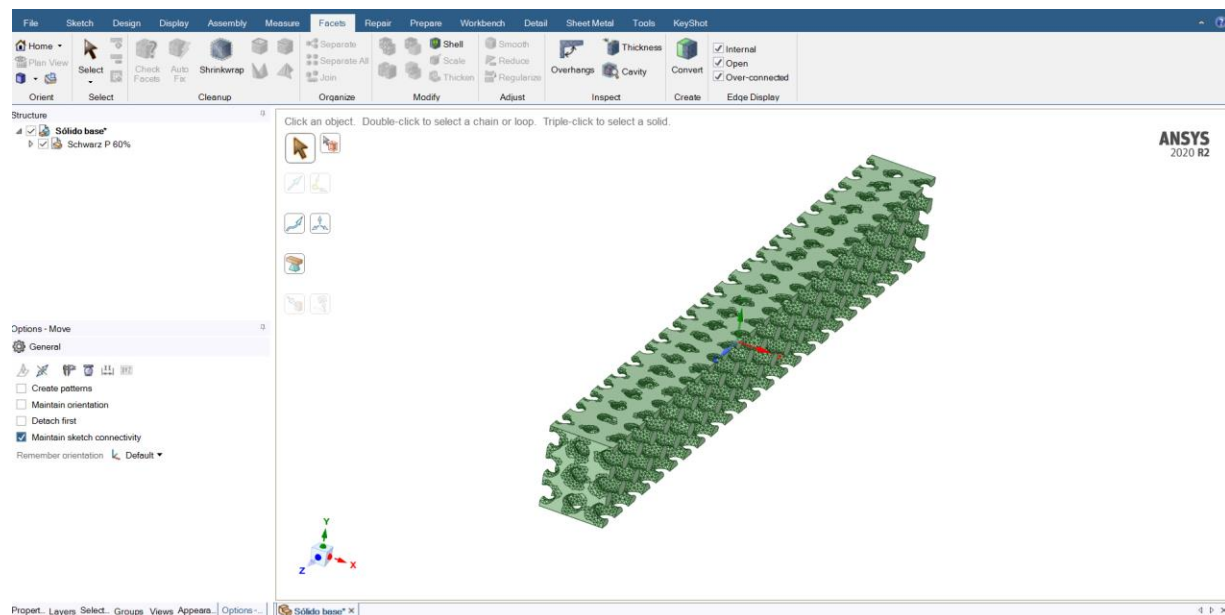 File Sketch Design Display Assembly Measure Facets Repair Prepare Workbench Detail Sheet Metal Tools KeyShot
Home
Plan View
Select
Check Facets
Auto Fix
Shrinkwrap
Separate
Separate All
Join
Shell
Scale
Thicken
Smooth
Reduce
Regularize
Overhangs
Thickness
Cavity
Convert
Internal
Open
Over-connected
Orient Select Cleanup Organize Modify Adjust Inspect Create Edge Display
Structure
Sólido base*
Schwarz P 60%
Click an object. Double-click to select a chain or loop. Triple-click to select a solid.
ANSYS
2020 R2
Options - Move
General
Create patterns
Maintain orientation
Detach first
Maintain sketch connectivity
Remember orientation Default
Y
X
Z
Propert... Layers Select... Groups Views Appeara... Options -...
Sólido base*